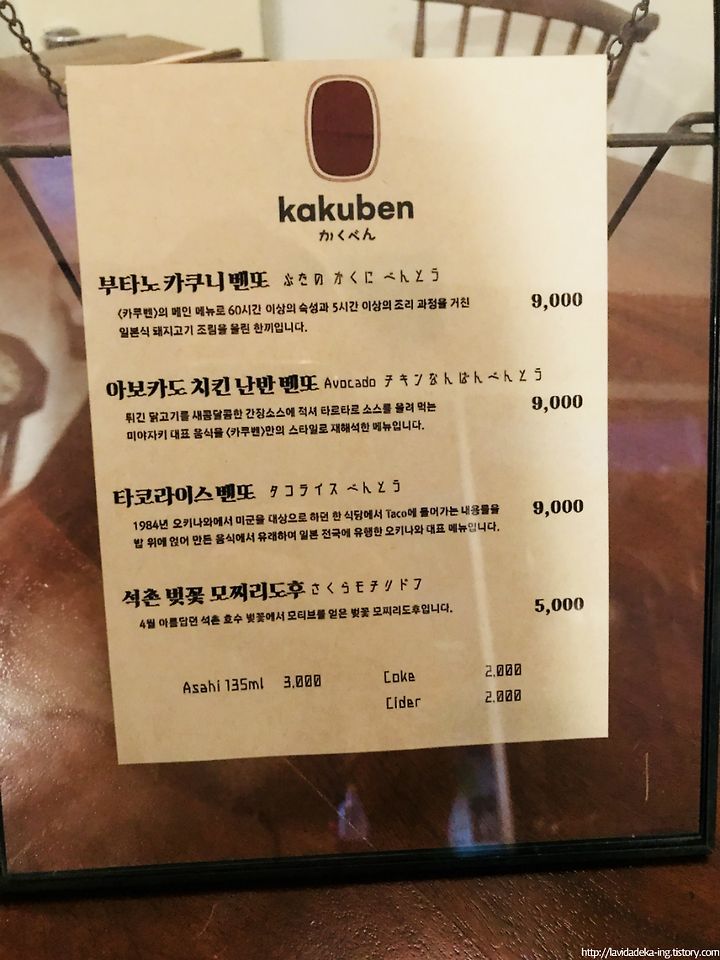 kakuben
かくべん
부타노 카쿠니 벤또 ぶたの かくに べんとう
<카쿠벤>의 메인 메뉴로 60시간 이상의 숙성과 5시간 이상의 조리 과정을 거친 9,000
일본식 돼지고기 조림을 올린 한끼입니다.
아보카도 치킨 난반 벤또 Avocado チキンなんばんべんとう
튀긴 닭고기를 새콤달콤한 간장소스에 적셔 타르타르 소스를 올려 먹는 9,000
미야자키 대표 음식을 <카쿠벤>만의 스타일로 재해석한 메뉴입니다.
타코라이스 벤또 タコライスべんとう
1984년 오키나와에서 미군을 대상으로 하던 한 식당에서 Taco에 들어가는 내용물을 9,000
밥 위에 얹어 만든 음식에서 유래하여 일본 전국에 유행한 오키나와 대표 메뉴입니다.
석촌 벚꽃 모찌리도후 さくらモチリドフ
4월 아름답던 석촌 호수 벚꽃에서 모티브를 얻은 벚꽃 모찌리도후입니다. 5,000
Asahi 135ml 3,000 Coke 2,000
Cider 2,000
http://lavidadeka-ing.tistory.com